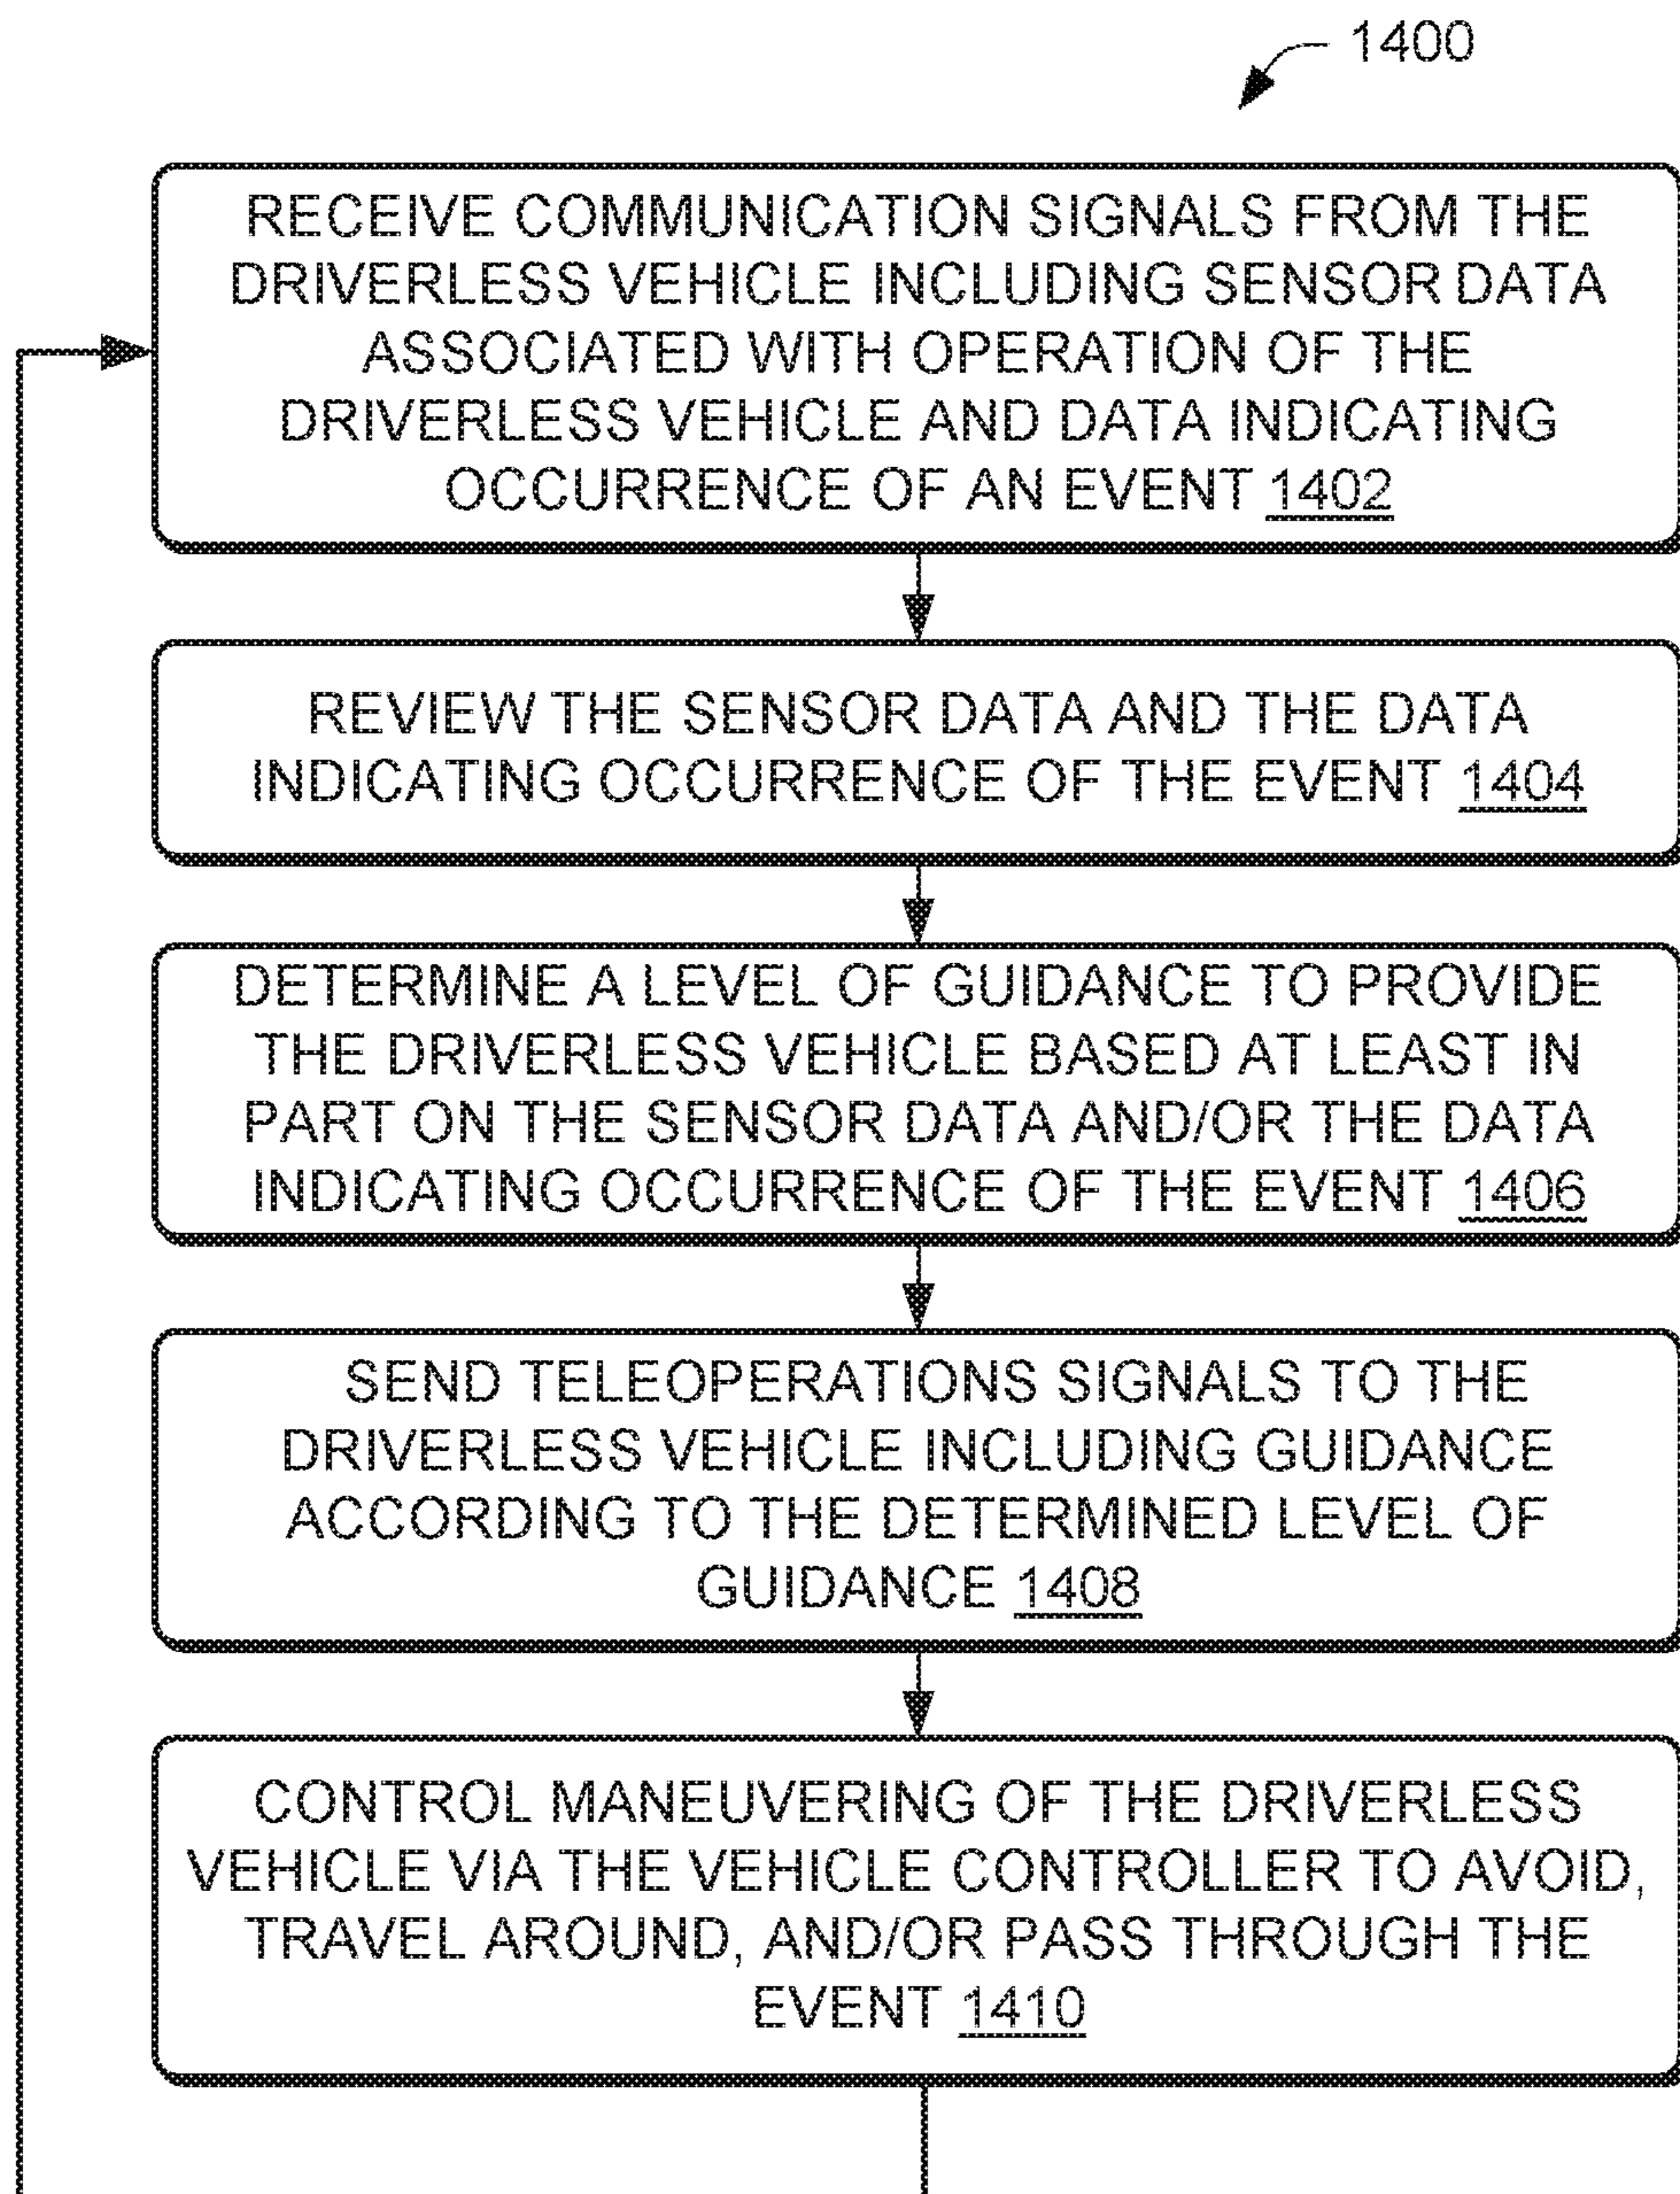 1400
RECEIVE COMMUNICATION SIGNALS FROM THE
DRIVERLESS VEHICLE INCLUDING SENSOR DATA
ASSOCIATED WITH OPERATION OF THE
DRIVERLESS VEHICLE AND DATA INDICATING
OCCURRENCE OF AN EVENT 1402
REVIEW THE SENSOR DATA AND THE DATA
INDICATING OCCURRENCE OF THE EVENT 1404
DETERMINE A LEVEL OF GUIDANCE TO PROVIDE
THE DRIVERLESS VEHICLE BASED AT LEAST IN
PART ON THE SENSOR DATA AND/OR THE DATA
INDICATING OCCURRENCE OF THE EVENT 1406
SEND TELEOPERATIONS SIGNALS TO THE
DRIVERLESS VEHICLE INCLUDING GUIDANCE
ACCORDING TO THE DETERMINED LEVEL OF
GUIDANCE 1408
CONTROL MANEUVERING OF THE DRIVERLESS
VEHICLE VIA THE VEHICLE CONTROLLER TO AVOID,
TRAVEL AROUND, AND/OR PASS THROUGH THE
EVENT 1410